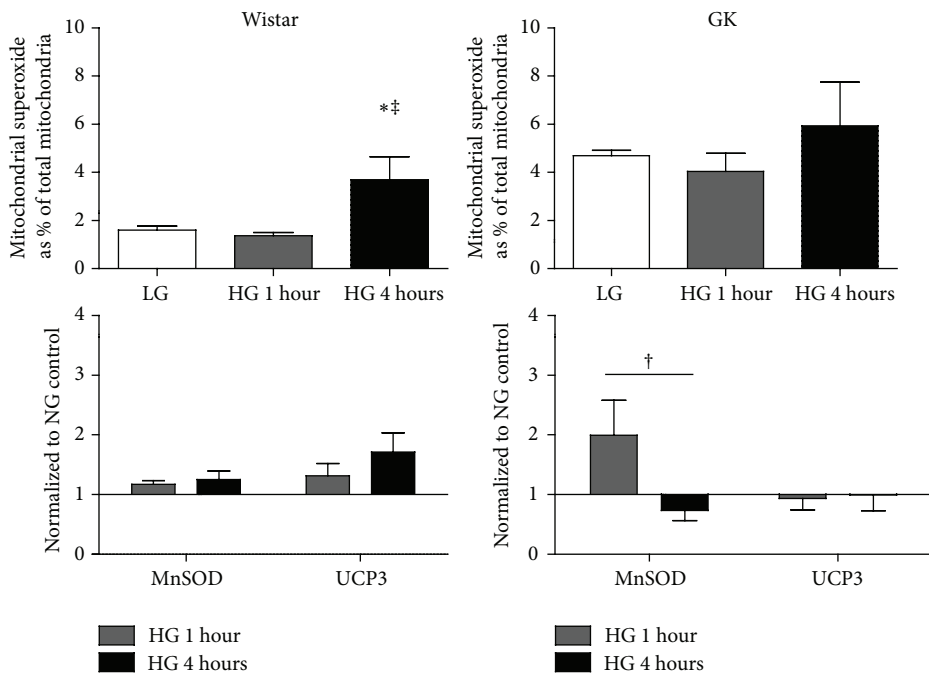 Wistar
Mitochondrial superoxide
as % of total mitochondria
10
8
6
4
2
0
*‡
LG
HG 1 hour
HG 4 hours
GK
Mitochondrial superoxide
as % of total mitochondria
10
8
6
4
2
0
LG
HG 1 hour
HG 4 hours
Normalized to NG control
4
3
2
1
0
MnSOD
UCP3
HG 1 hour
HG 4 hours
Normalized to NG control
4
3
2
1
0
†
MnSOD
UCP3
HG 1 hour
HG 4 hours